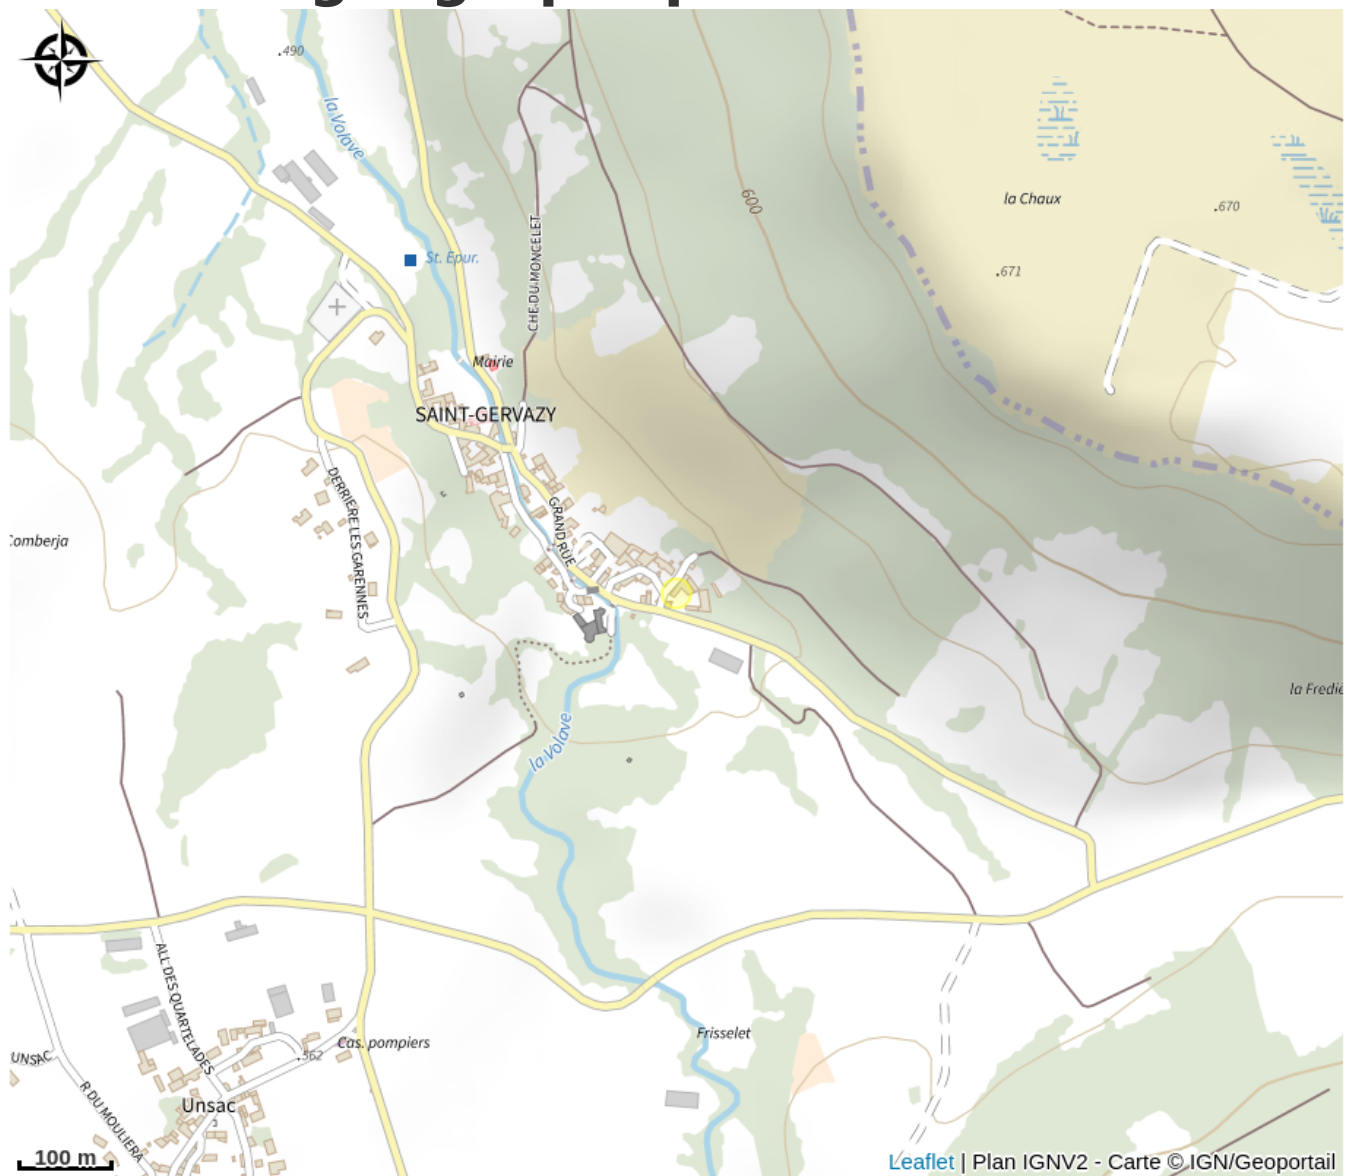 .490
la Volave
600
la Chaux
.670
CHE DU MONCELET
St. Epur.
.671
Mairie
SAINT-GERVAZY
DERRIERE LES GARENNES
GRAND RUE
Comberja
la Fredie
la Volave
ALL DES QUARTELADES
Frisselet
Cas. pompiers
.562
UNSAC
R DU MOULIERA
Unsac
100 m
Leaflet | Plan IGNV2 - Carte © IGN/Geoportail